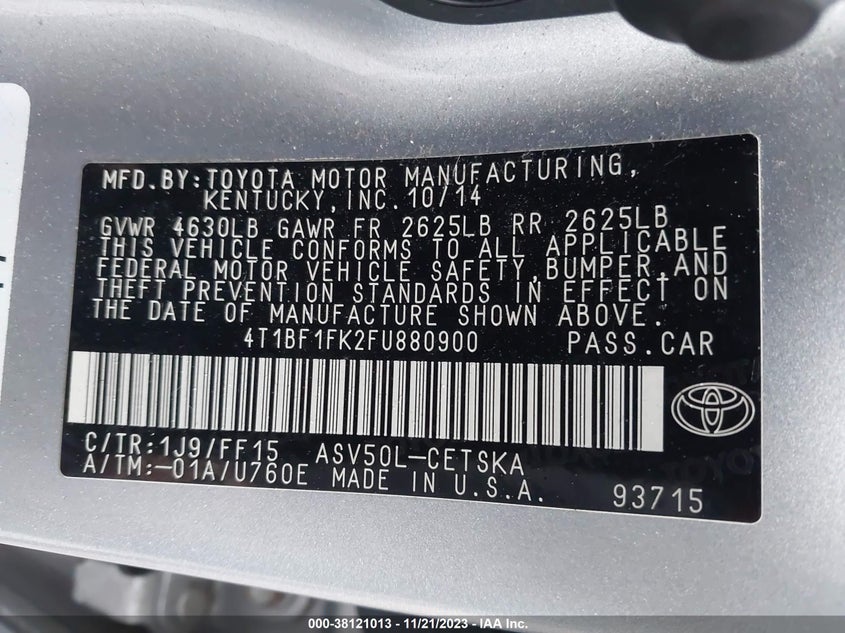 MFD.BY:TOYOTA MOTOR MANUFACTURING,
KENTUCKY,INC.10/14
GVWR 4630LB GAWR FR 2625LB RR 2625LB
THIS VEHICLE CONFORMS TO ALL APPLICABLE
FEDERAL MOTOR VEHICLE SAFETY,BUMPER,AND
THEFT PREVENTION STANDARDS IN EFFECT ON
THE DATE OF MANUFACTURE SHOWN ABOVE.
4T1BF1FK2FU880900 PASS.CAR
C/TR:1J9/FF15 ASV50L-CETSKA
A/TM:-01A/U760E MADE IN U.S.A.
93715
000-38121013 - 11/21/2023 - IAA Inc.